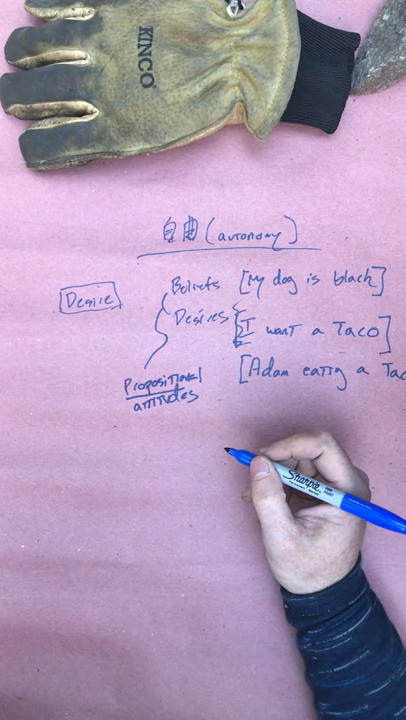 KINCO
自由 (autonomy)
Desire
Beliefs [My dog is black]
Desires [I want a Taco]
[Adam eating a Tac
Propositional
attitudes
Sharpie